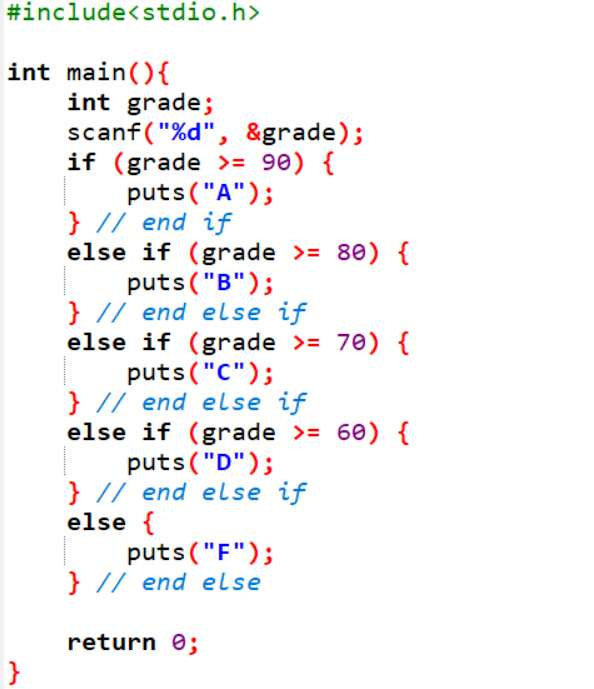 #include<stdio.h>

int main(){
    int grade;
    scanf("%d", &grade);
    if (grade >= 90) {
        puts("A");
    } // end if
    else if (grade >= 80) {
        puts("B");
    } // end else if
    else if (grade >= 70) {
        puts("C");
    } // end else if
    else if (grade >= 60) {
        puts("D");
    } // end else if
    else {
        puts("F");
    } // end else

    return 0;
}